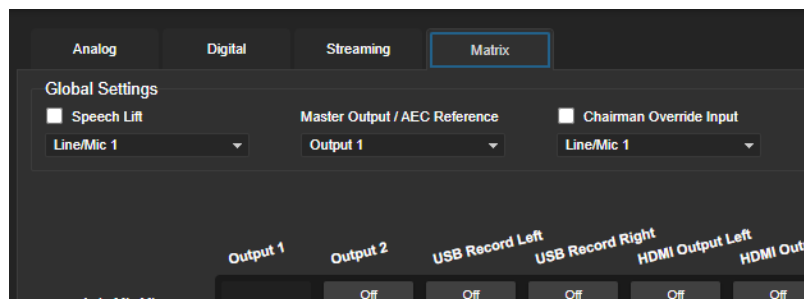 Analog Digital Streaming Matrix
Global Settings
Speech Lift Master Output / AEC Reference Chairman Override Input
Line/Mic 1 Output 1 Line/Mic 1
Output 1 Output 2 USB Record Left USB Record Right HDMI Output Left HDMI Out
Off Off Off Off Off